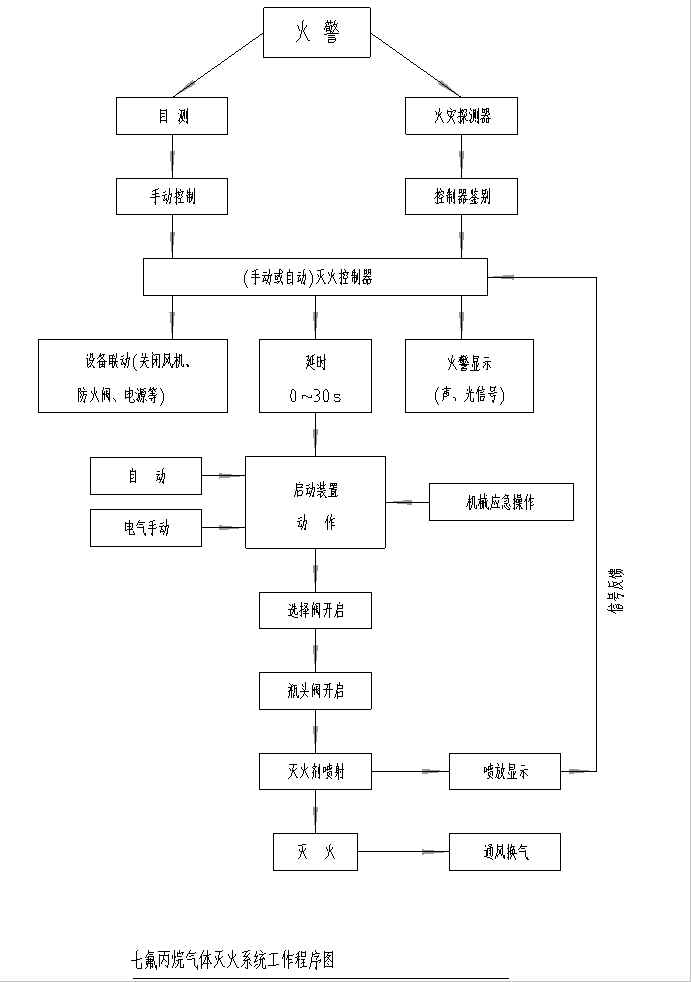 火 警
目 测
火灾探测器
手动控制
控制器鉴别
(手动或自动)灭火控制器
设备联动(关闭风机、
防火阀、电源等)
延时
0～30s
火警显示
(声、光信号)
自 动
电气手动
启动装置
动 作
机械应急操作
选择阀开启
信号反馈
瓶头阀开启
灭火剂喷射
喷放显示
灭 火
通风换气
七氟丙烷气体灭火系统工作程序图